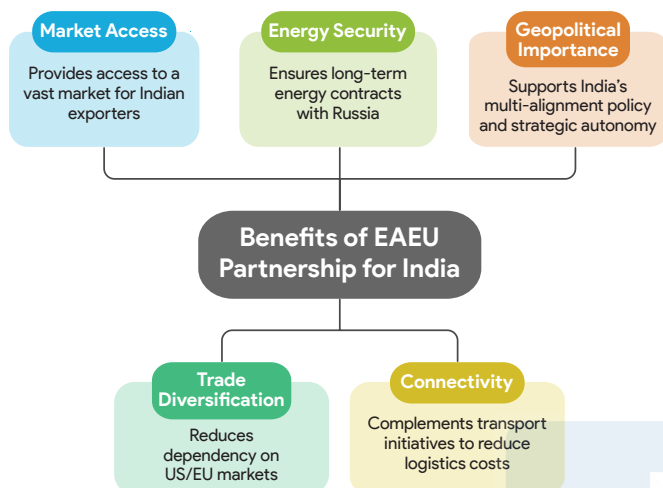 Market Access
Provides access to a
vast market for Indian
exporters
Energy Security
Ensures long-term
energy contracts
with Russia
Geopolitical
Importance
Supports India's
multi-alignment policy
and strategic autonomy
Benefits of EAEU
Partnership for India
Trade
Diversification
Reduces
dependency on
US/EU markets
Connectivity
Complements transport
initiatives to reduce
logistics costs